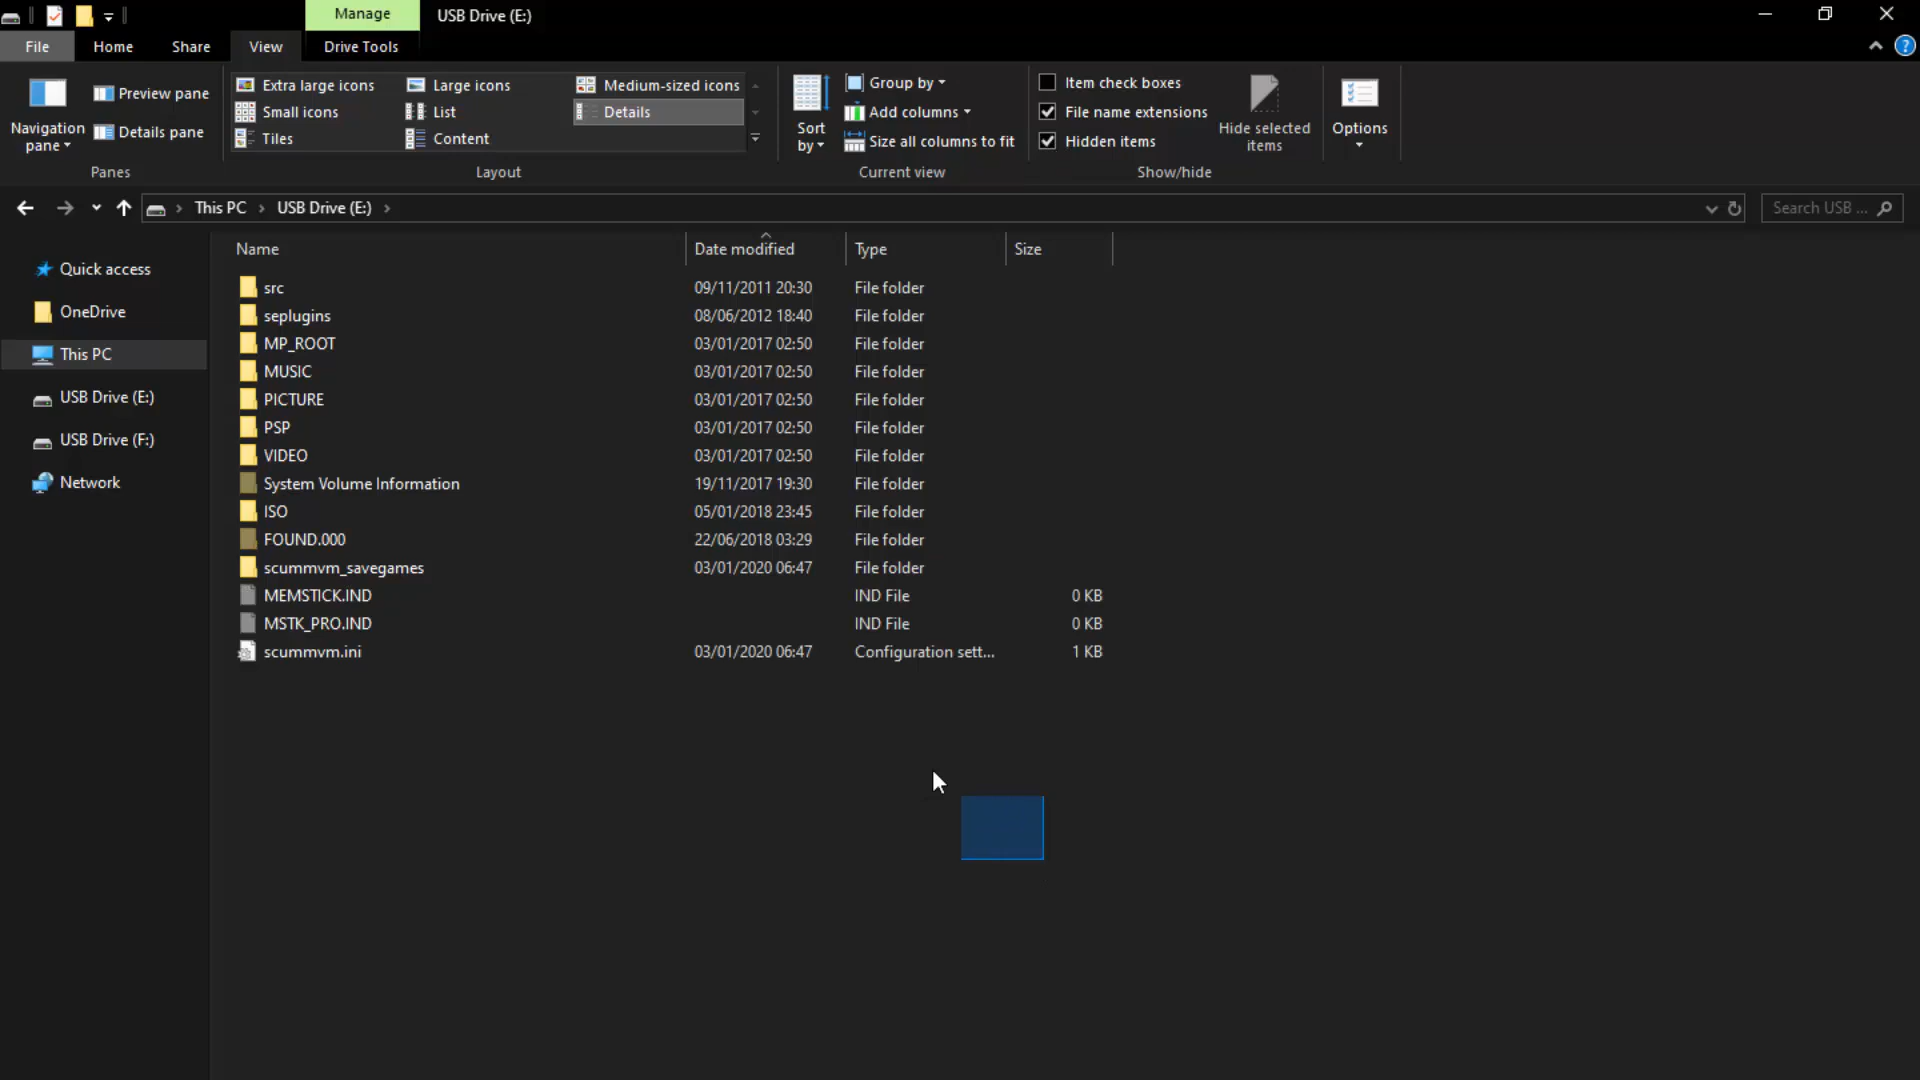 Manage USB Drive (E:)
File Home Share View Drive Tools
Navigation pane
Preview pane
Details pane
Panes
Extra large icons Large icons Medium-sized icons
Small icons List Details
Tiles Content
Layout
Sort by
Group by
Add columns
Size all columns to fit
Current view
Item check boxes
File name extensions
Hidden items
Hide selected items
Show/hide
Options
This PC USB Drive (E:) Search USB ...
Quick access
OneDrive
This PC
USB Drive (E:)
USB Drive (F:)
Network
Name Date modified Type Size
src 09/11/2011 20:30 File folder
seplugins 08/06/2012 18:40 File folder
MP_ROOT 03/01/2017 02:50 File folder
MUSIC 03/01/2017 02:50 File folder
PICTURE 03/01/2017 02:50 File folder
PSP 03/01/2017 02:50 File folder
VIDEO 03/01/2017 02:50 File folder
System Volume Information 19/11/2017 19:30 File folder
ISO 05/01/2018 23:45 File folder
FOUND.000 22/06/2018 03:29 File folder
scummvm_savegames 03/01/2020 06:47 File folder
MEMSTICK.IND IND File 0 KB
MSTK_PRO.IND IND File 0 KB
scummvm.ini 03/01/2020 06:47 Configuration sett... 1 KB